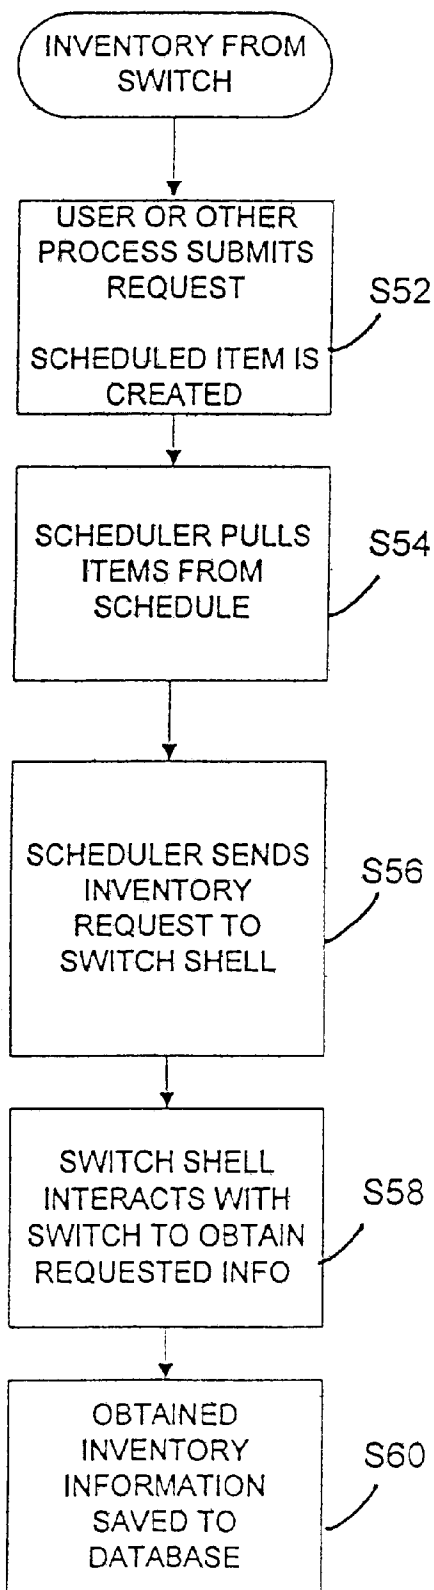 INVENTORY FROM
SWITCH
USER OR OTHER
PROCESS SUBMITS
REQUEST
SCHEDULED ITEM IS
CREATED
S52
SCHEDULER PULLS
ITEMS FROM
SCHEDULE
S54
SCHEDULER SENDS
INVENTORY
REQUEST TO
SWITCH SHELL
S56
SWITCH SHELL
INTERACTS WITH
SWITCH TO OBTAIN
REQUESTED INFO
S58
OBTAINED
INVENTORY
INFORMATION
SAVED TO
DATABASE
S60